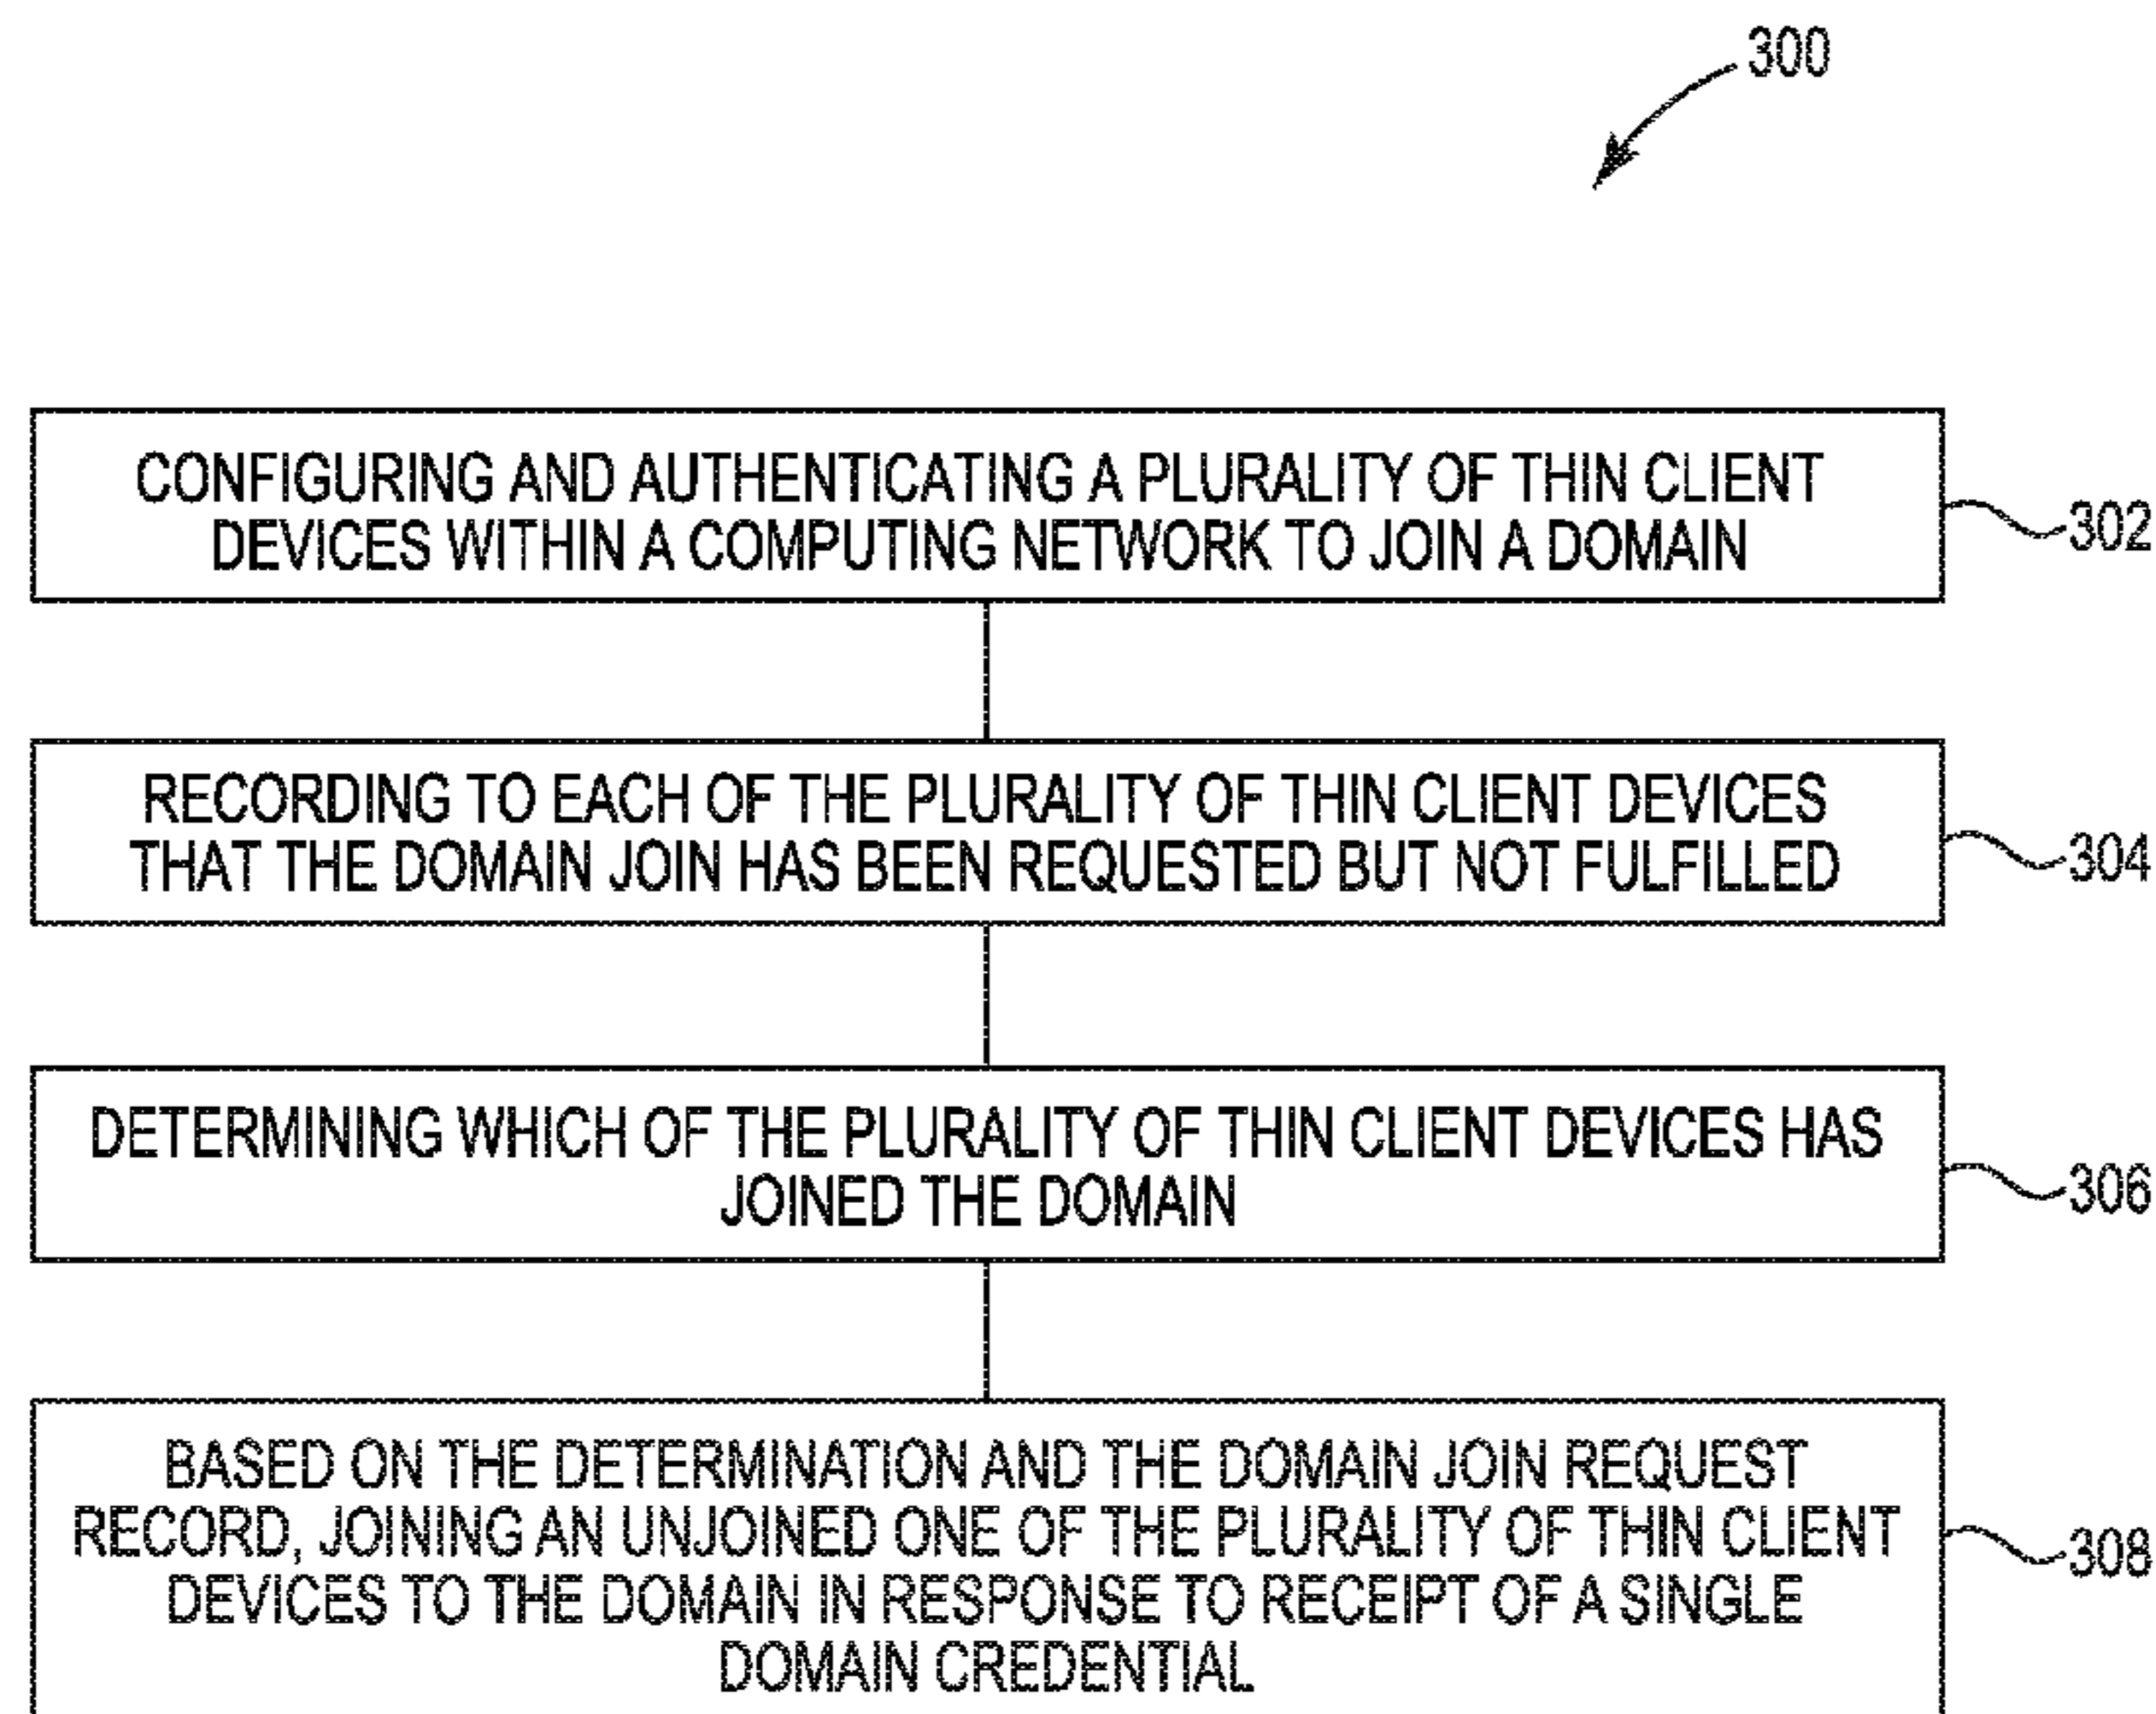 300
CONFIGURING AND AUTHENTICATING A PLURALITY OF THIN CLIENT
DEVICES WITHIN A COMPUTING NETWORK TO JOIN A DOMAIN
302
RECORDING TO EACH OF THE PLURALITY OF THIN CLIENT DEVICES
THAT THE DOMAIN JOIN HAS BEEN REQUESTED BUT NOT FULFILLED
304
DETERMINING WHICH OF THE PLURALITY OF THIN CLIENT DEVICES HAS
JOINED THE DOMAIN
306
BASED ON THE DETERMINATION AND THE DOMAIN JOIN REQUEST
RECORD, JOINING AN UNJOINED ONE OF THE PLURALITY OF THIN CLIENT
DEVICES TO THE DOMAIN IN RESPONSE TO RECEIPT OF A SINGLE
DOMAIN CREDENTIAL
308